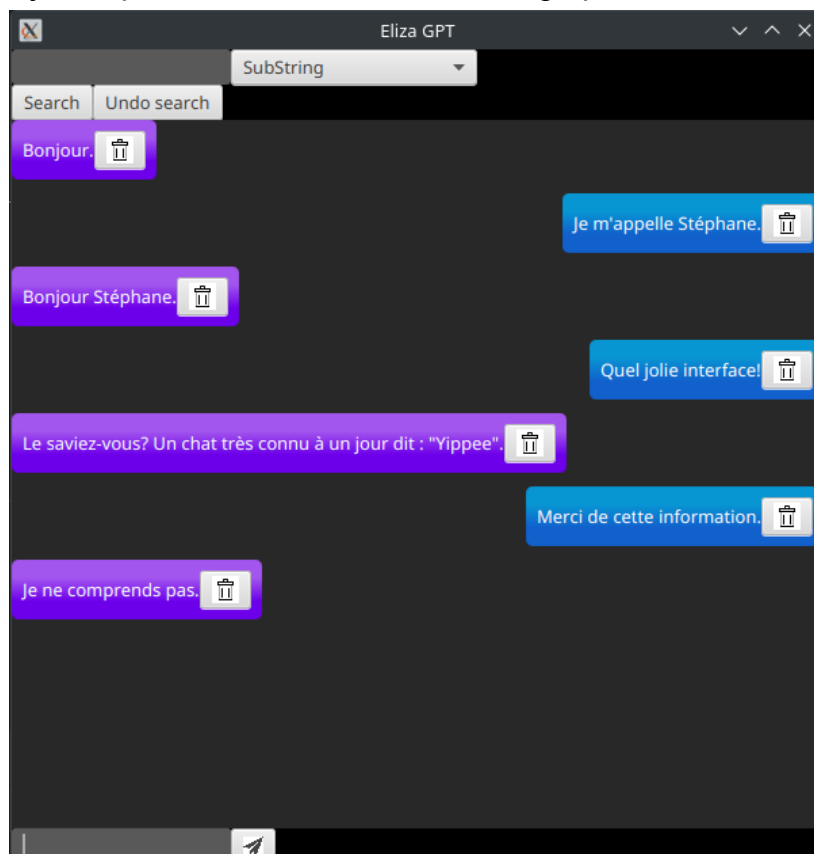 Eliza GPT
SubString
Search Undo search
Bonjour.
Je m'appelle Stéphane.
Bonjour Stéphane.
Quel jolie interface!
Le saviez-vous? Un chat très connu à un jour dit : "Yippee".
Merci de cette information.
Je ne comprends pas.